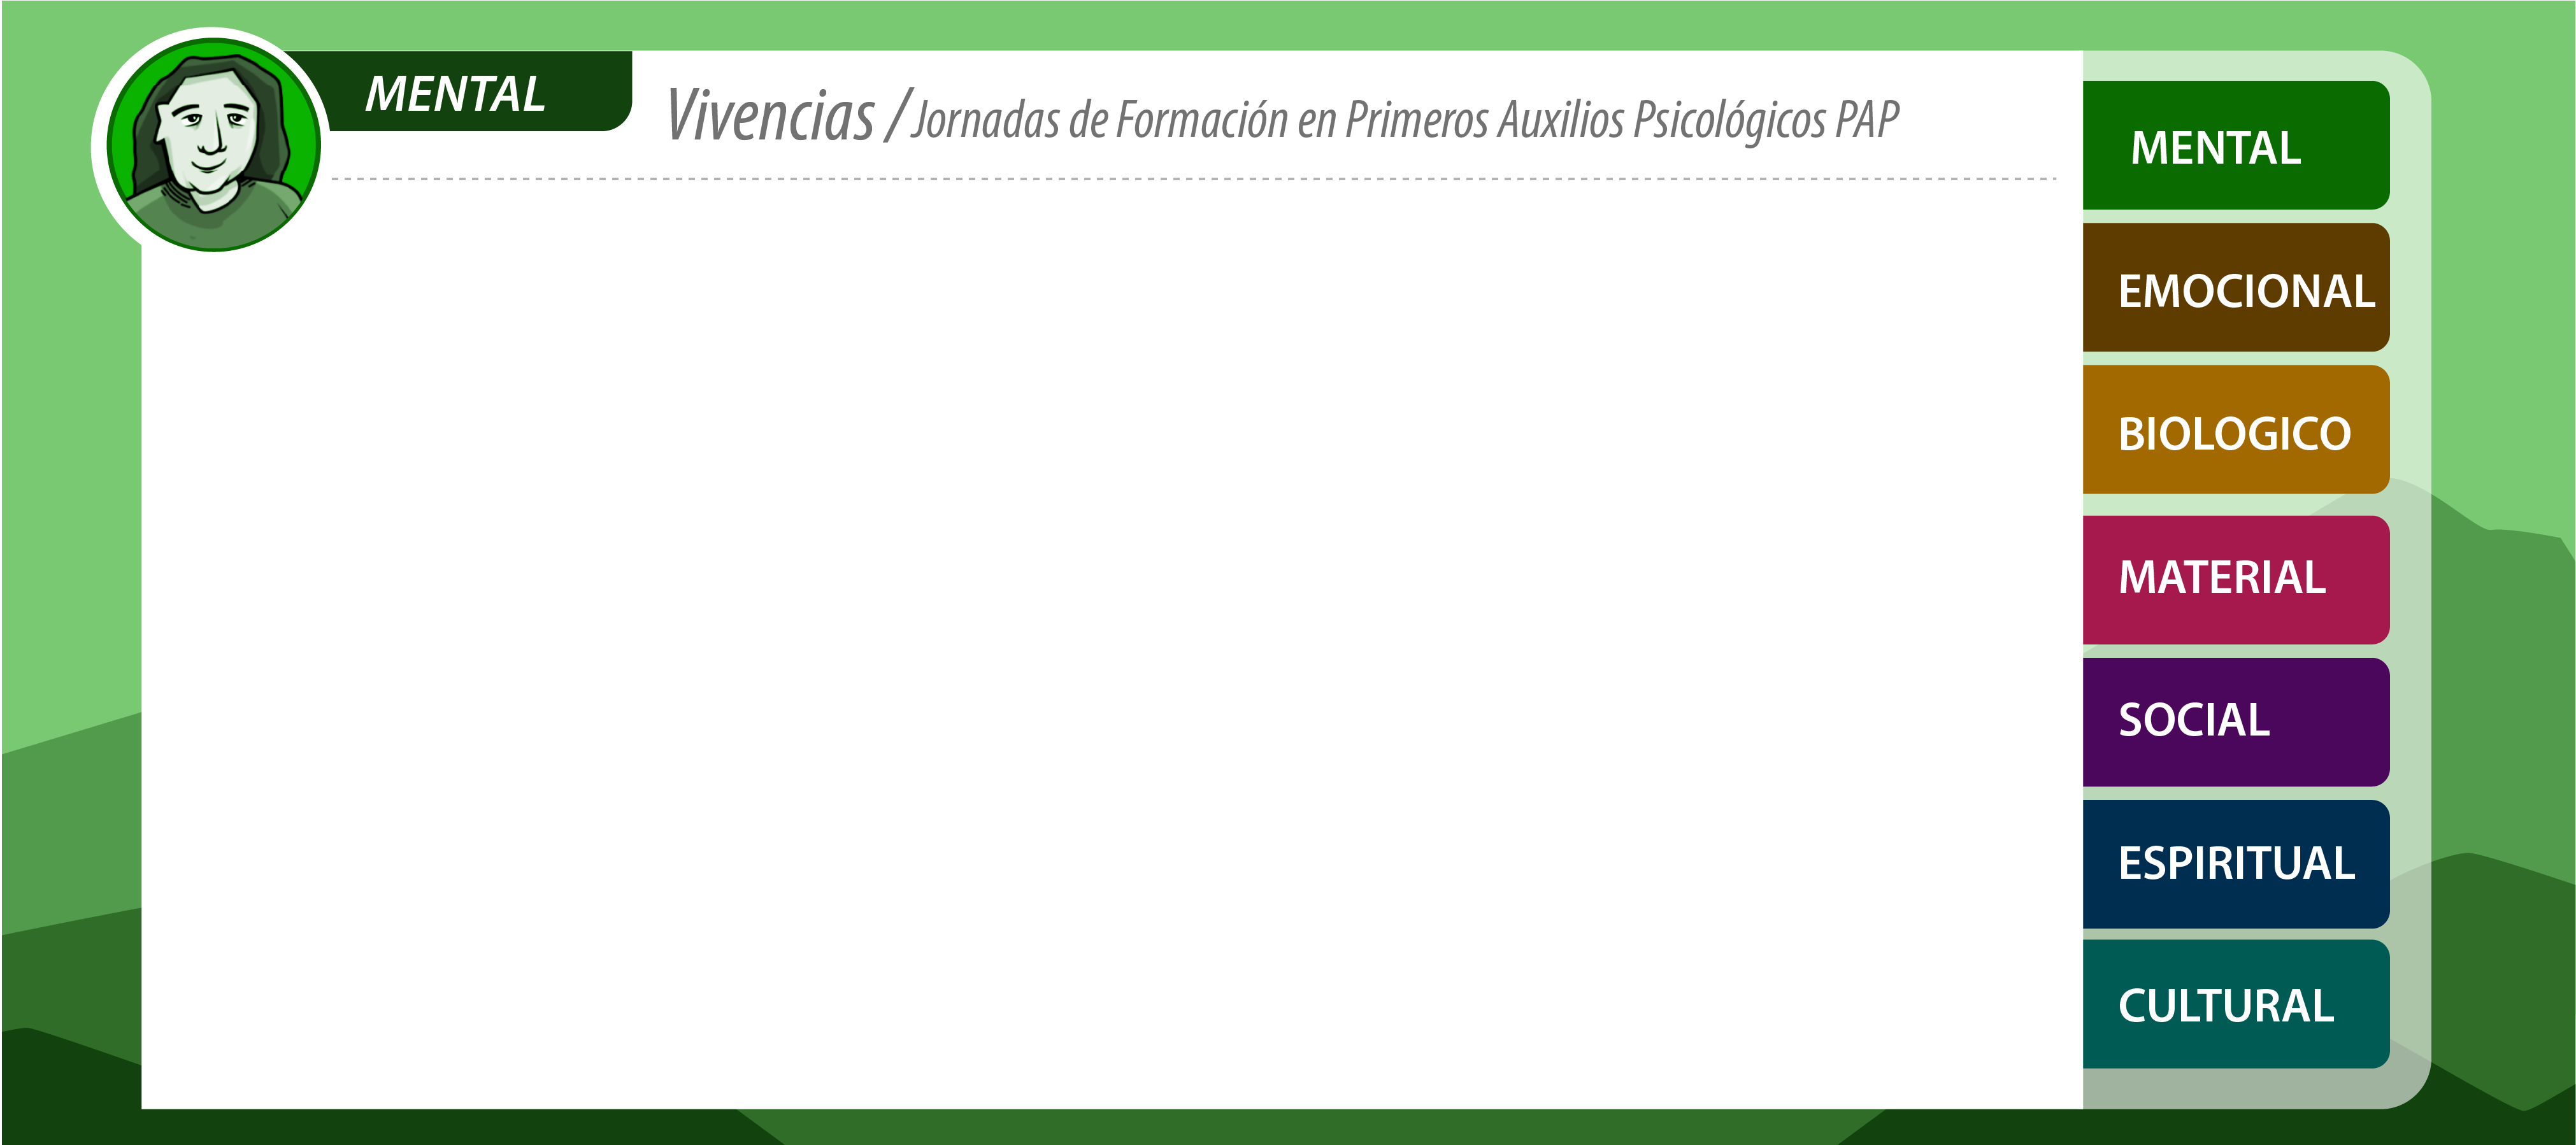 MENTAL
Vivencias / Jornadas de Formación en Primeros Auxilios Psicológicos PAP
MENTAL
EMOCIONAL
BIOLOGICO
MATERIAL
SOCIAL
ESPIRITUAL
CULTURAL